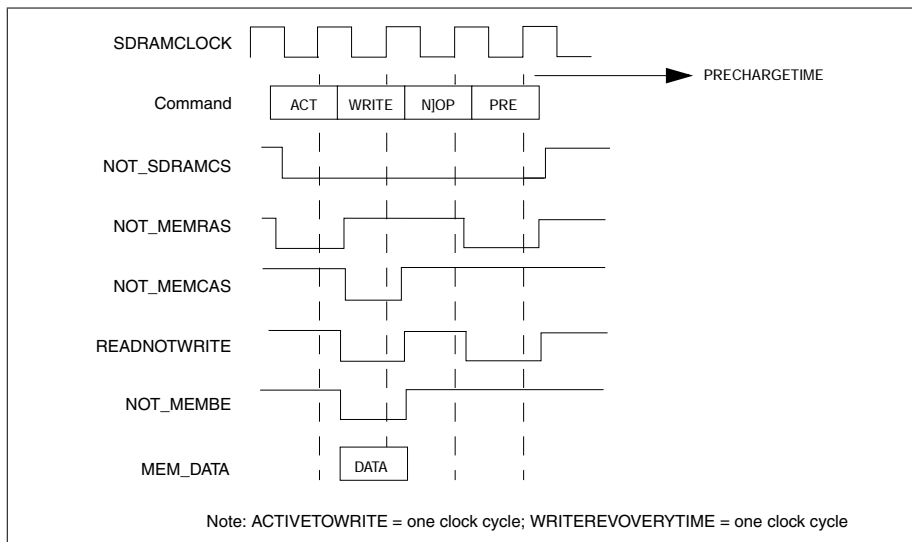 SDRAMCLOCK
PRECHARGETIME
Command ACT WRITE N]OP PRE
NOT_SDRAMCS
NOT_MEMRAS
NOT_MEMCAS
READNOTWRITE
NOT_MEMBE
MEM_DATA DATA
Note: ACTIVETOWRITE = one clock cycle; WRITEREVOVERYTIME = one clock cycle